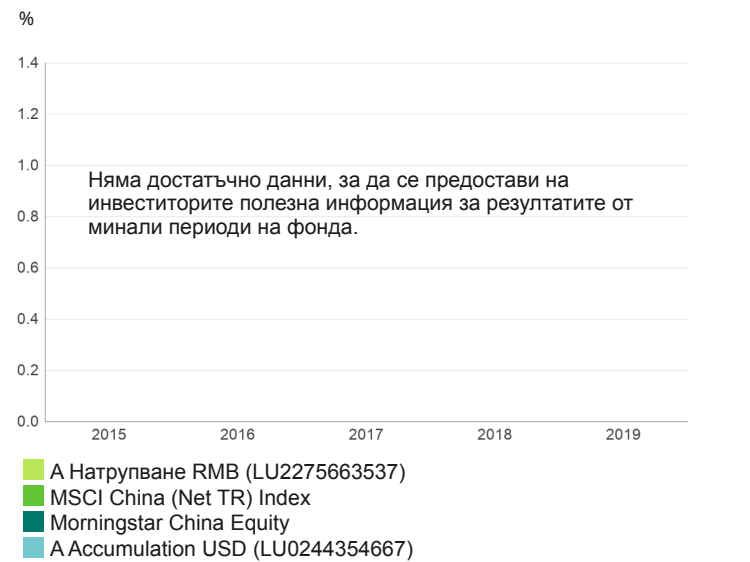 %
1.4
1.2
1.0
Няма достатъчно данни, за да се предостави на
инвеститорите полезна информация за резултатите от
0.8
минали периоди на фонда.
0.6
0.4
0.2
0.0
2015 2016 2017 2018 2019
А Натрупване RMB (LU2275663537)
MSCI China (Net TR) Index
Morningstar China Equity
A Accumulation USD (LU0244354667)